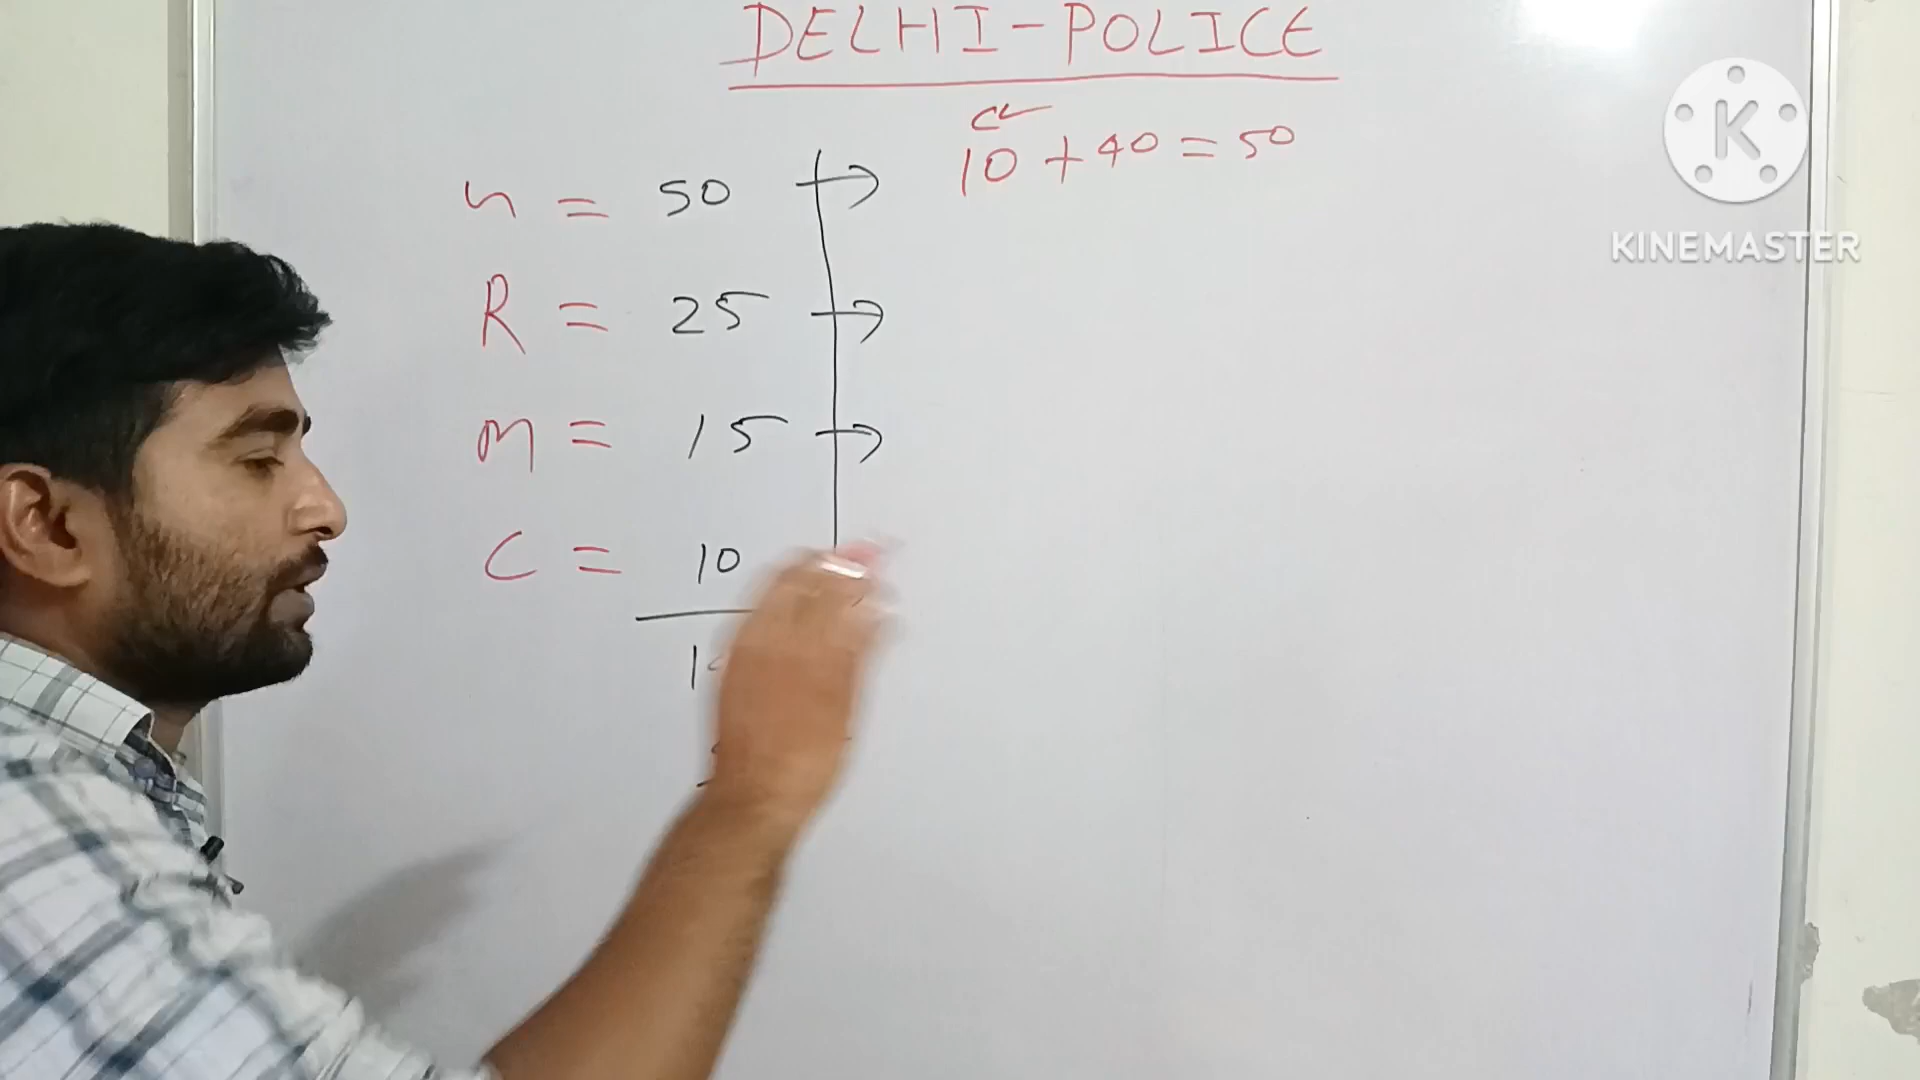 DELHI-POLICE
10 + 40 = 50
n = 50
R = 25
M = 15
C = 10
K
KINEMASTER